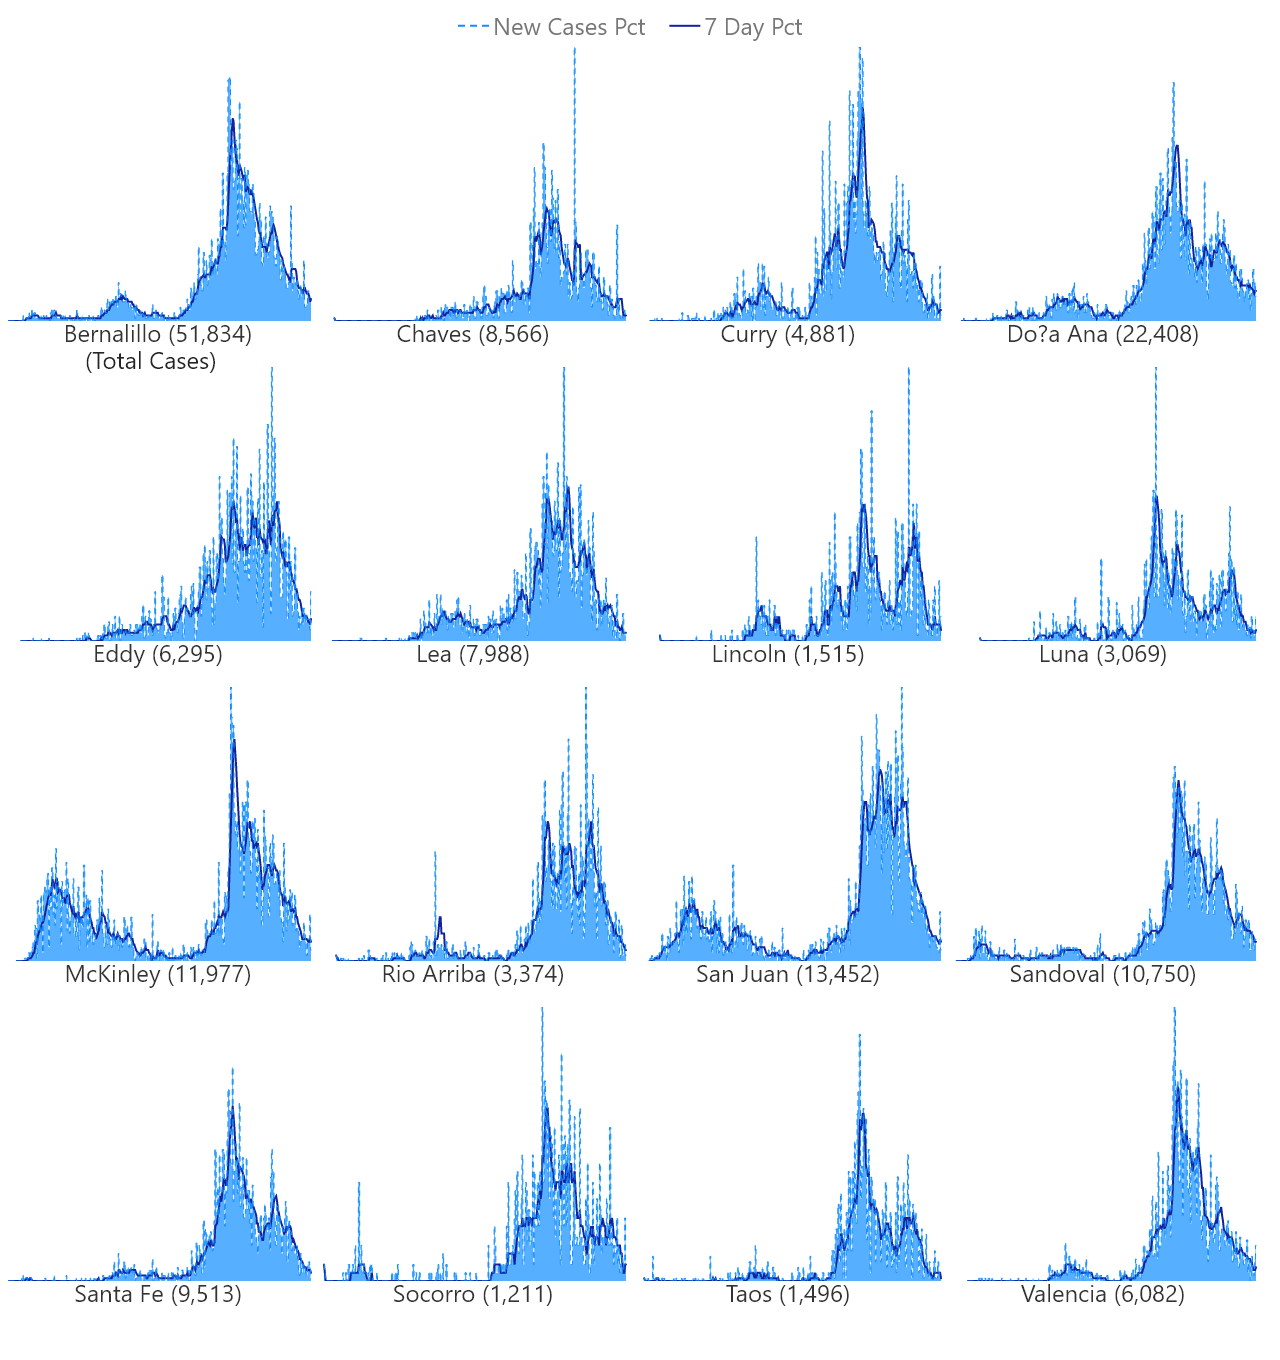 New Cases Pct 7 Day Pct
Bernalillo (51,834) Chaves (8,566) Curry (4,881) Do?a Ana (22,408)
(Total Cases)
Eddy (6,295) Lea (7,988) Lincoln (1,515) Luna (3,069)
McKinley (11,977) Rio Arriba (3,374) San Juan (13,452) Sandoval (10,750)
Santa Fe (9,513) Socorro (1,211) Taos (1,496) Valencia (6,082)